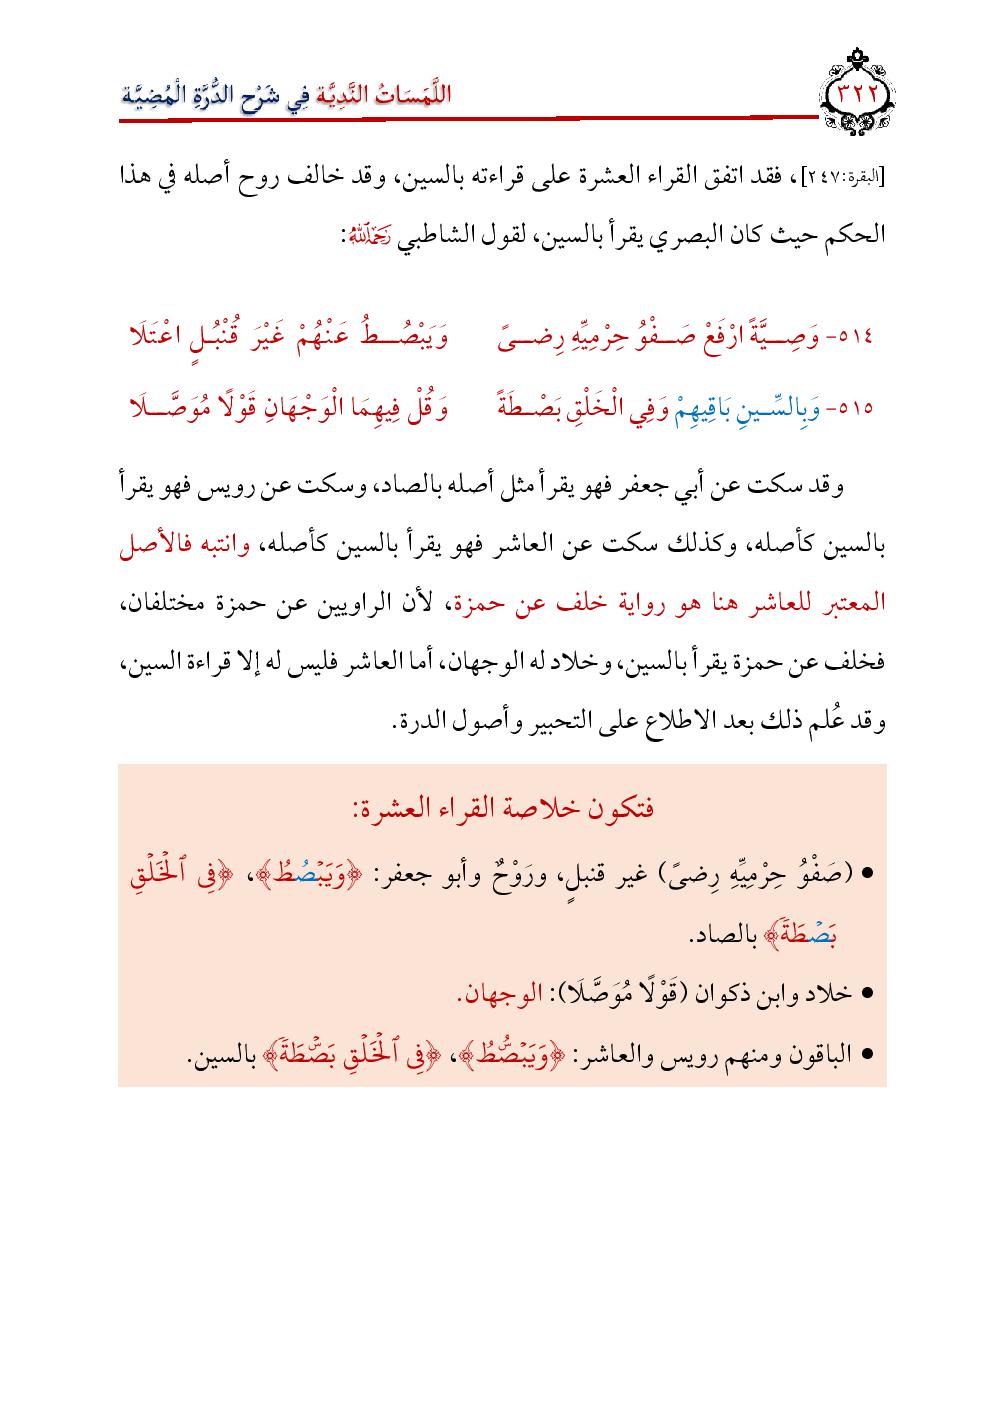 ٣٢٢
اللَّمَسَاتُ النَّدِيَّة فِي شَرْحِ الدُّرَّةِ الْمُضِيَّة
[البقرة:٢٤٧]، فقد اتفق القراء العشرة على قراءته بالسين، وقد خالف روح أصله في هذا
الحكم حيث كان البصري يقرأ بالسين، لقول الشاطبي رَحِمَهُ ٱللَّهُ:
٥١٤- وَصِـــيَّةً ارْفَعْ صَـــفْوُ حِرْمِيِّهِ رِضــىً وَيَبْصُـــطُ عَنْهُمْ غَيْرَ قُنْبُـلٍ اعْتَلَا
٥١٥- وَبِالسِّـينِ بَاقِيهِمْ وَفِي الْخَلْقِ بَصْـطَةً وَقُلْ فِيهِمَا الْوَجْهَانِ قَوْلًا مُوَصَّـــلَا
وقد سكت عن أبي جعفر فهو يقرأ مثل أصله بالصاد، وسكت عن رويس فهو يقرأ
بالسين كأصله، وكذلك سكت عن العاشر فهو يقرأ بالسين كأصله، وانتبه فالأصل
المعتبر للعاشر هنا هو رواية خلف عن حمزة، لأن الراويين عن حمزة مختلفان،
فخلف عن حمزة يقرأ بالسين، وخلاد له الوجهان، أما العاشر فليس له إلا قراءة السين،
وقد عُلم ذلك بعد الاطلاع على التحبير وأصول الدرة.
فتكون خلاصة القراء العشرة:
• (صَفْوُ حِرْمِيِّهِ رِضىً) غير قنبلٍ، ورَوْحٌ وأبو جعفر: ﴿وَيَبۡصُطُ﴾، ﴿فِى ٱلۡخَلۡقِ
بَصۡطَةٗ﴾ بالصاد.
• خلاد وابن ذكوان (قَوْلًا مُوَصَّلَا): الوجهان.
• الباقون ومنهم رويس والعاشر: ﴿وَيَبۡصُۜطُ﴾، ﴿فِى ٱلۡخَلۡقِ بَصۜۡطَةٗ﴾ بالسين.